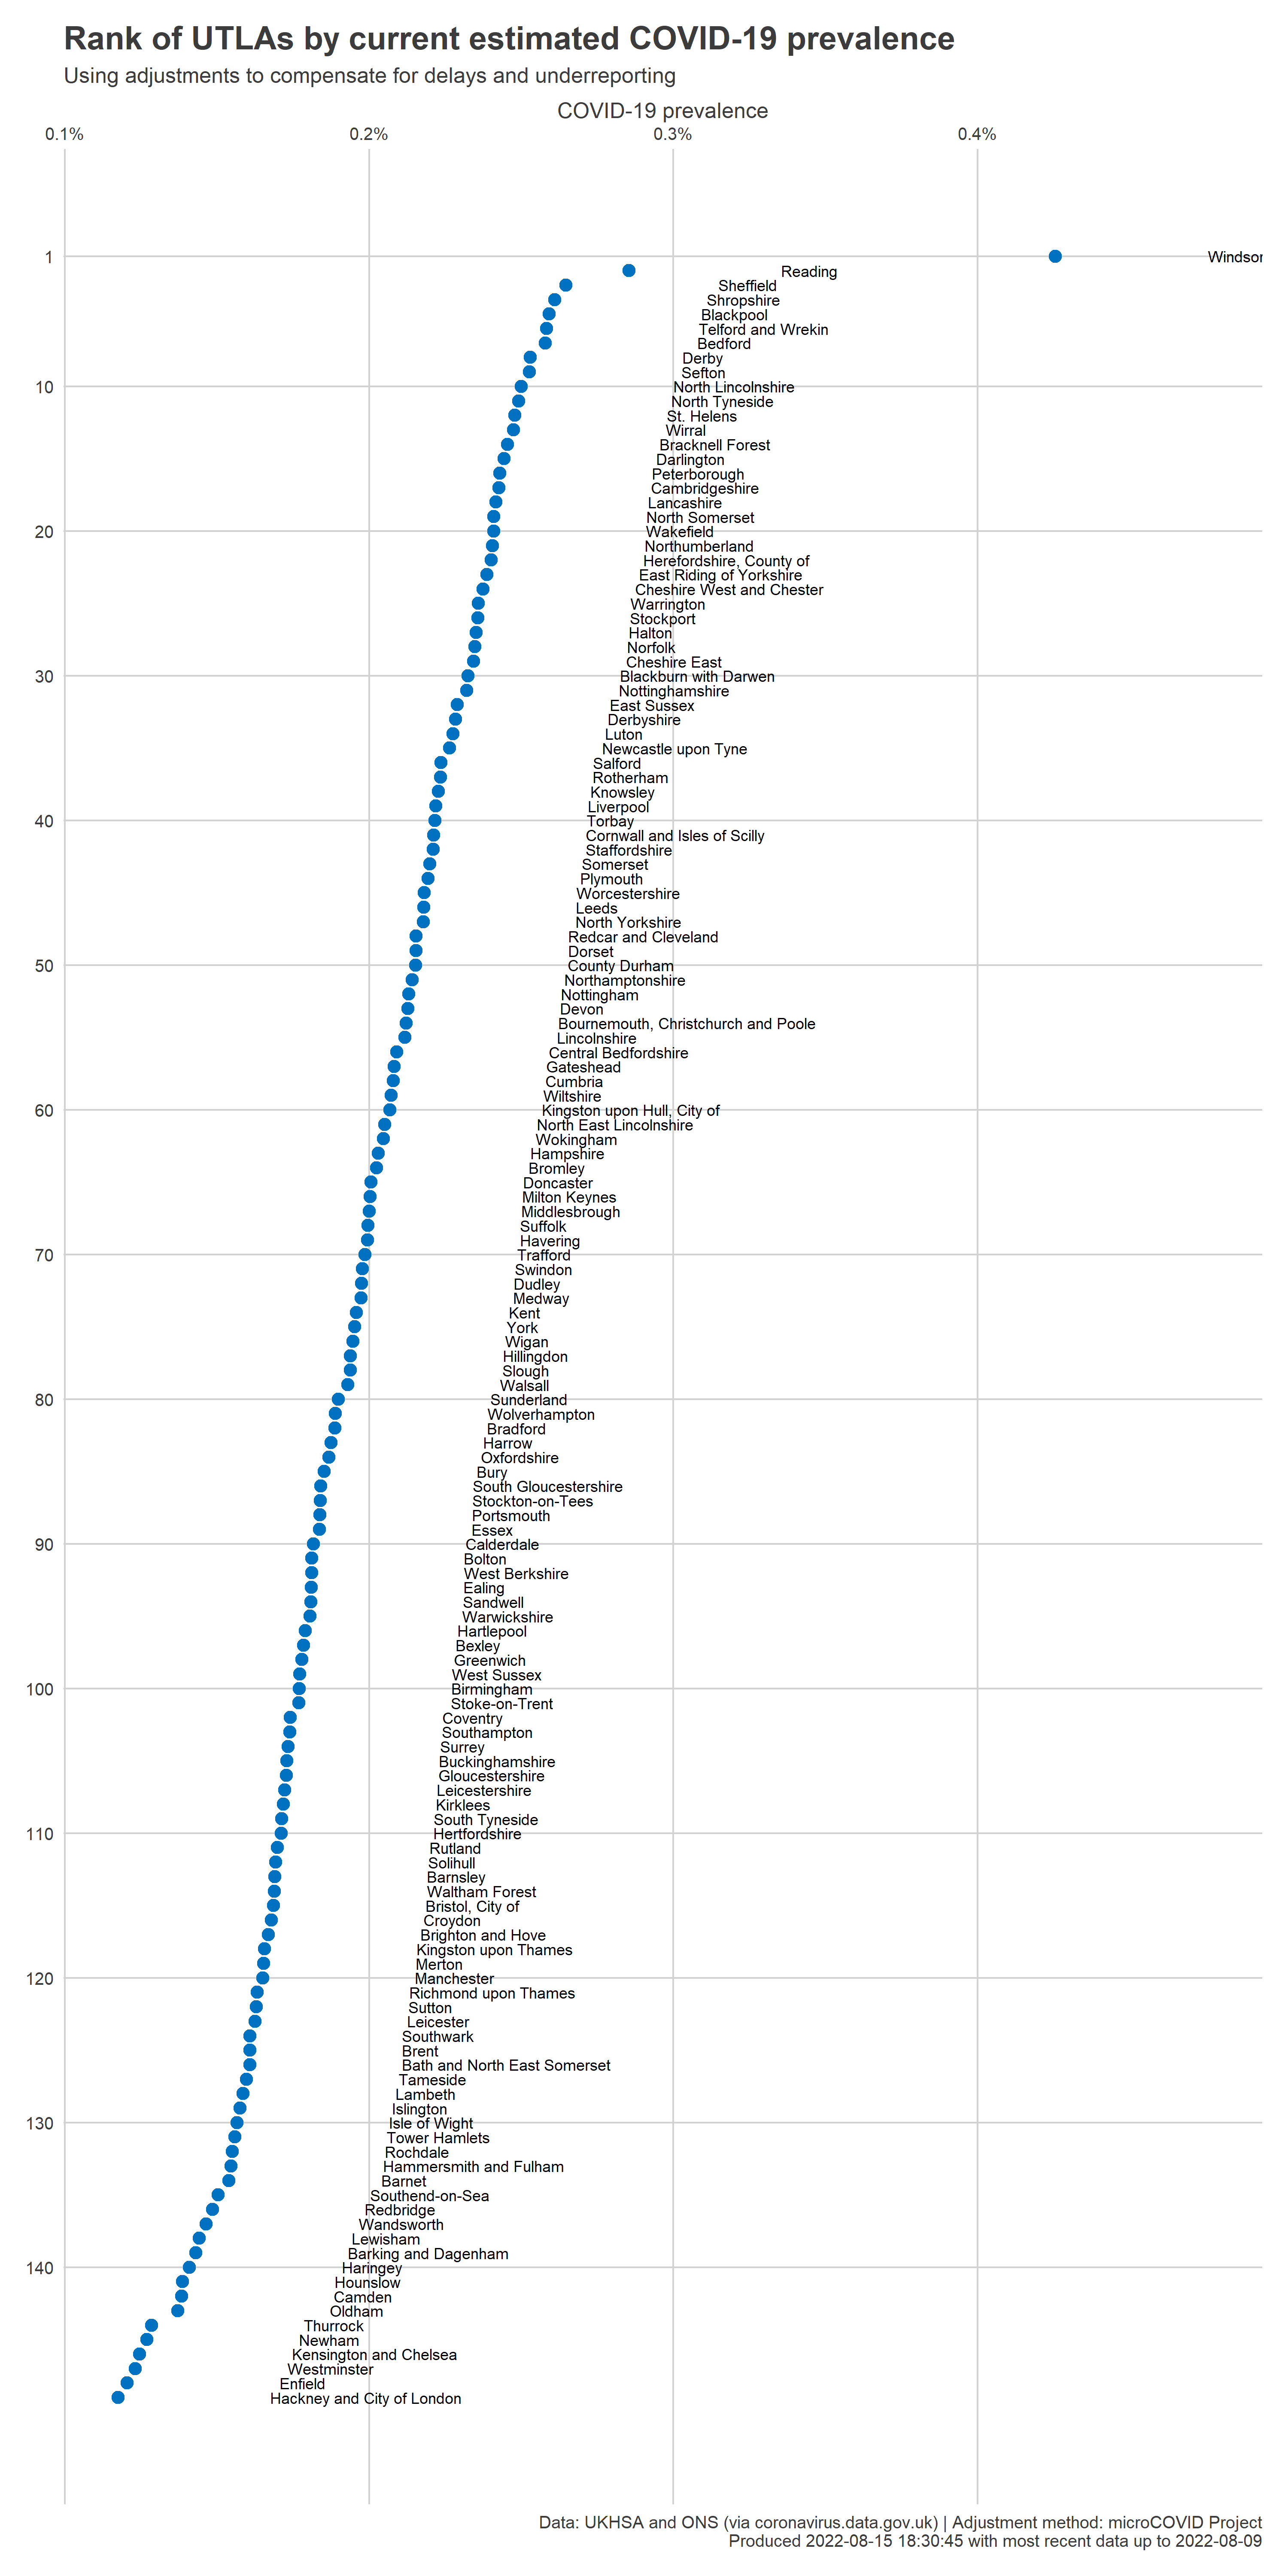 Rank of UTLAs by current estimated COVID-19 prevalence
Using adjustments to compensate for delays and underreporting
COVID-19 prevalence
0.1% 0.2% 0.3% 0.4%
1 Windsor
Reading
Sheffield
Shropshire
Blackpool
Telford and Wrekin
Bedford
Derby
Sefton
10 North Lincolnshire
North Tyneside
St. Helens
Wirral
Bracknell Forest
Darlington
Peterborough
Cambridgeshire
Lancashire
North Somerset
20 Wakefield
Northumberland
Herefordshire, County of
East Riding of Yorkshire
Cheshire West and Chester
Warrington
Stockport
Halton
Norfolk
Cheshire East
30 Blackburn with Darwen
Nottinghamshire
East Sussex
Derbyshire
Luton
Newcastle upon Tyne
Salford
Rotherham
Knowsley
Liverpool
40 Torbay
Cornwall and Isles of Scilly
Staffordshire
Somerset
Plymouth
Worcestershire
Leeds
North Yorkshire
Redcar and Cleveland
Dorset
50 County Durham
Northamptonshire
Nottingham
Devon
Bournemouth, Christchurch and Poole
Lincolnshire
Central Bedfordshire
Gateshead
Cumbria
Wiltshire
60 Kingston upon Hull, City of
North East Lincolnshire
Wokingham
Hampshire
Bromley
Doncaster
Milton Keynes
Middlesbrough
Suffolk
Havering
70 Trafford
Swindon
Dudley
Medway
Kent
York
Wigan
Hillingdon
Slough
Walsall
80 Sunderland
Wolverhampton
Bradford
Harrow
Oxfordshire
Bury
South Gloucestershire
Stockton-on-Tees
Portsmouth
Essex
90 Calderdale
Bolton
West Berkshire
Ealing
Sandwell
Warwickshire
Hartlepool
Bexley
Greenwich
West Sussex
100 Birmingham
Stoke-on-Trent
Coventry
Southampton
Surrey
Buckinghamshire
Gloucestershire
Leicestershire
Kirklees
South Tyneside
110 Hertfordshire
Rutland
Solihull
Barnsley
Waltham Forest
Bristol, City of
Croydon
Brighton and Hove
Kingston upon Thames
Merton
120 Manchester
Richmond upon Thames
Sutton
Leicester
Southwark
Brent
Bath and North East Somerset
Tameside
Lambeth
Islington
130 Isle of Wight
Tower Hamlets
Rochdale
Hammersmith and Fulham
Barnet
Southend-on-Sea
Redbridge
Wandsworth
Lewisham
Barking and Dagenham
140 Haringey
Hounslow
Camden
Oldham
Thurrock
Newham
Kensington and Chelsea
Westminster
Enfield
Hackney and City of London
Data: UKHSA and ONS (via coronavirus.data.gov.uk) | Adjustment method: microCOVID Project
Produced 2022-08-15 18:30:45 with most recent data up to 2022-08-09